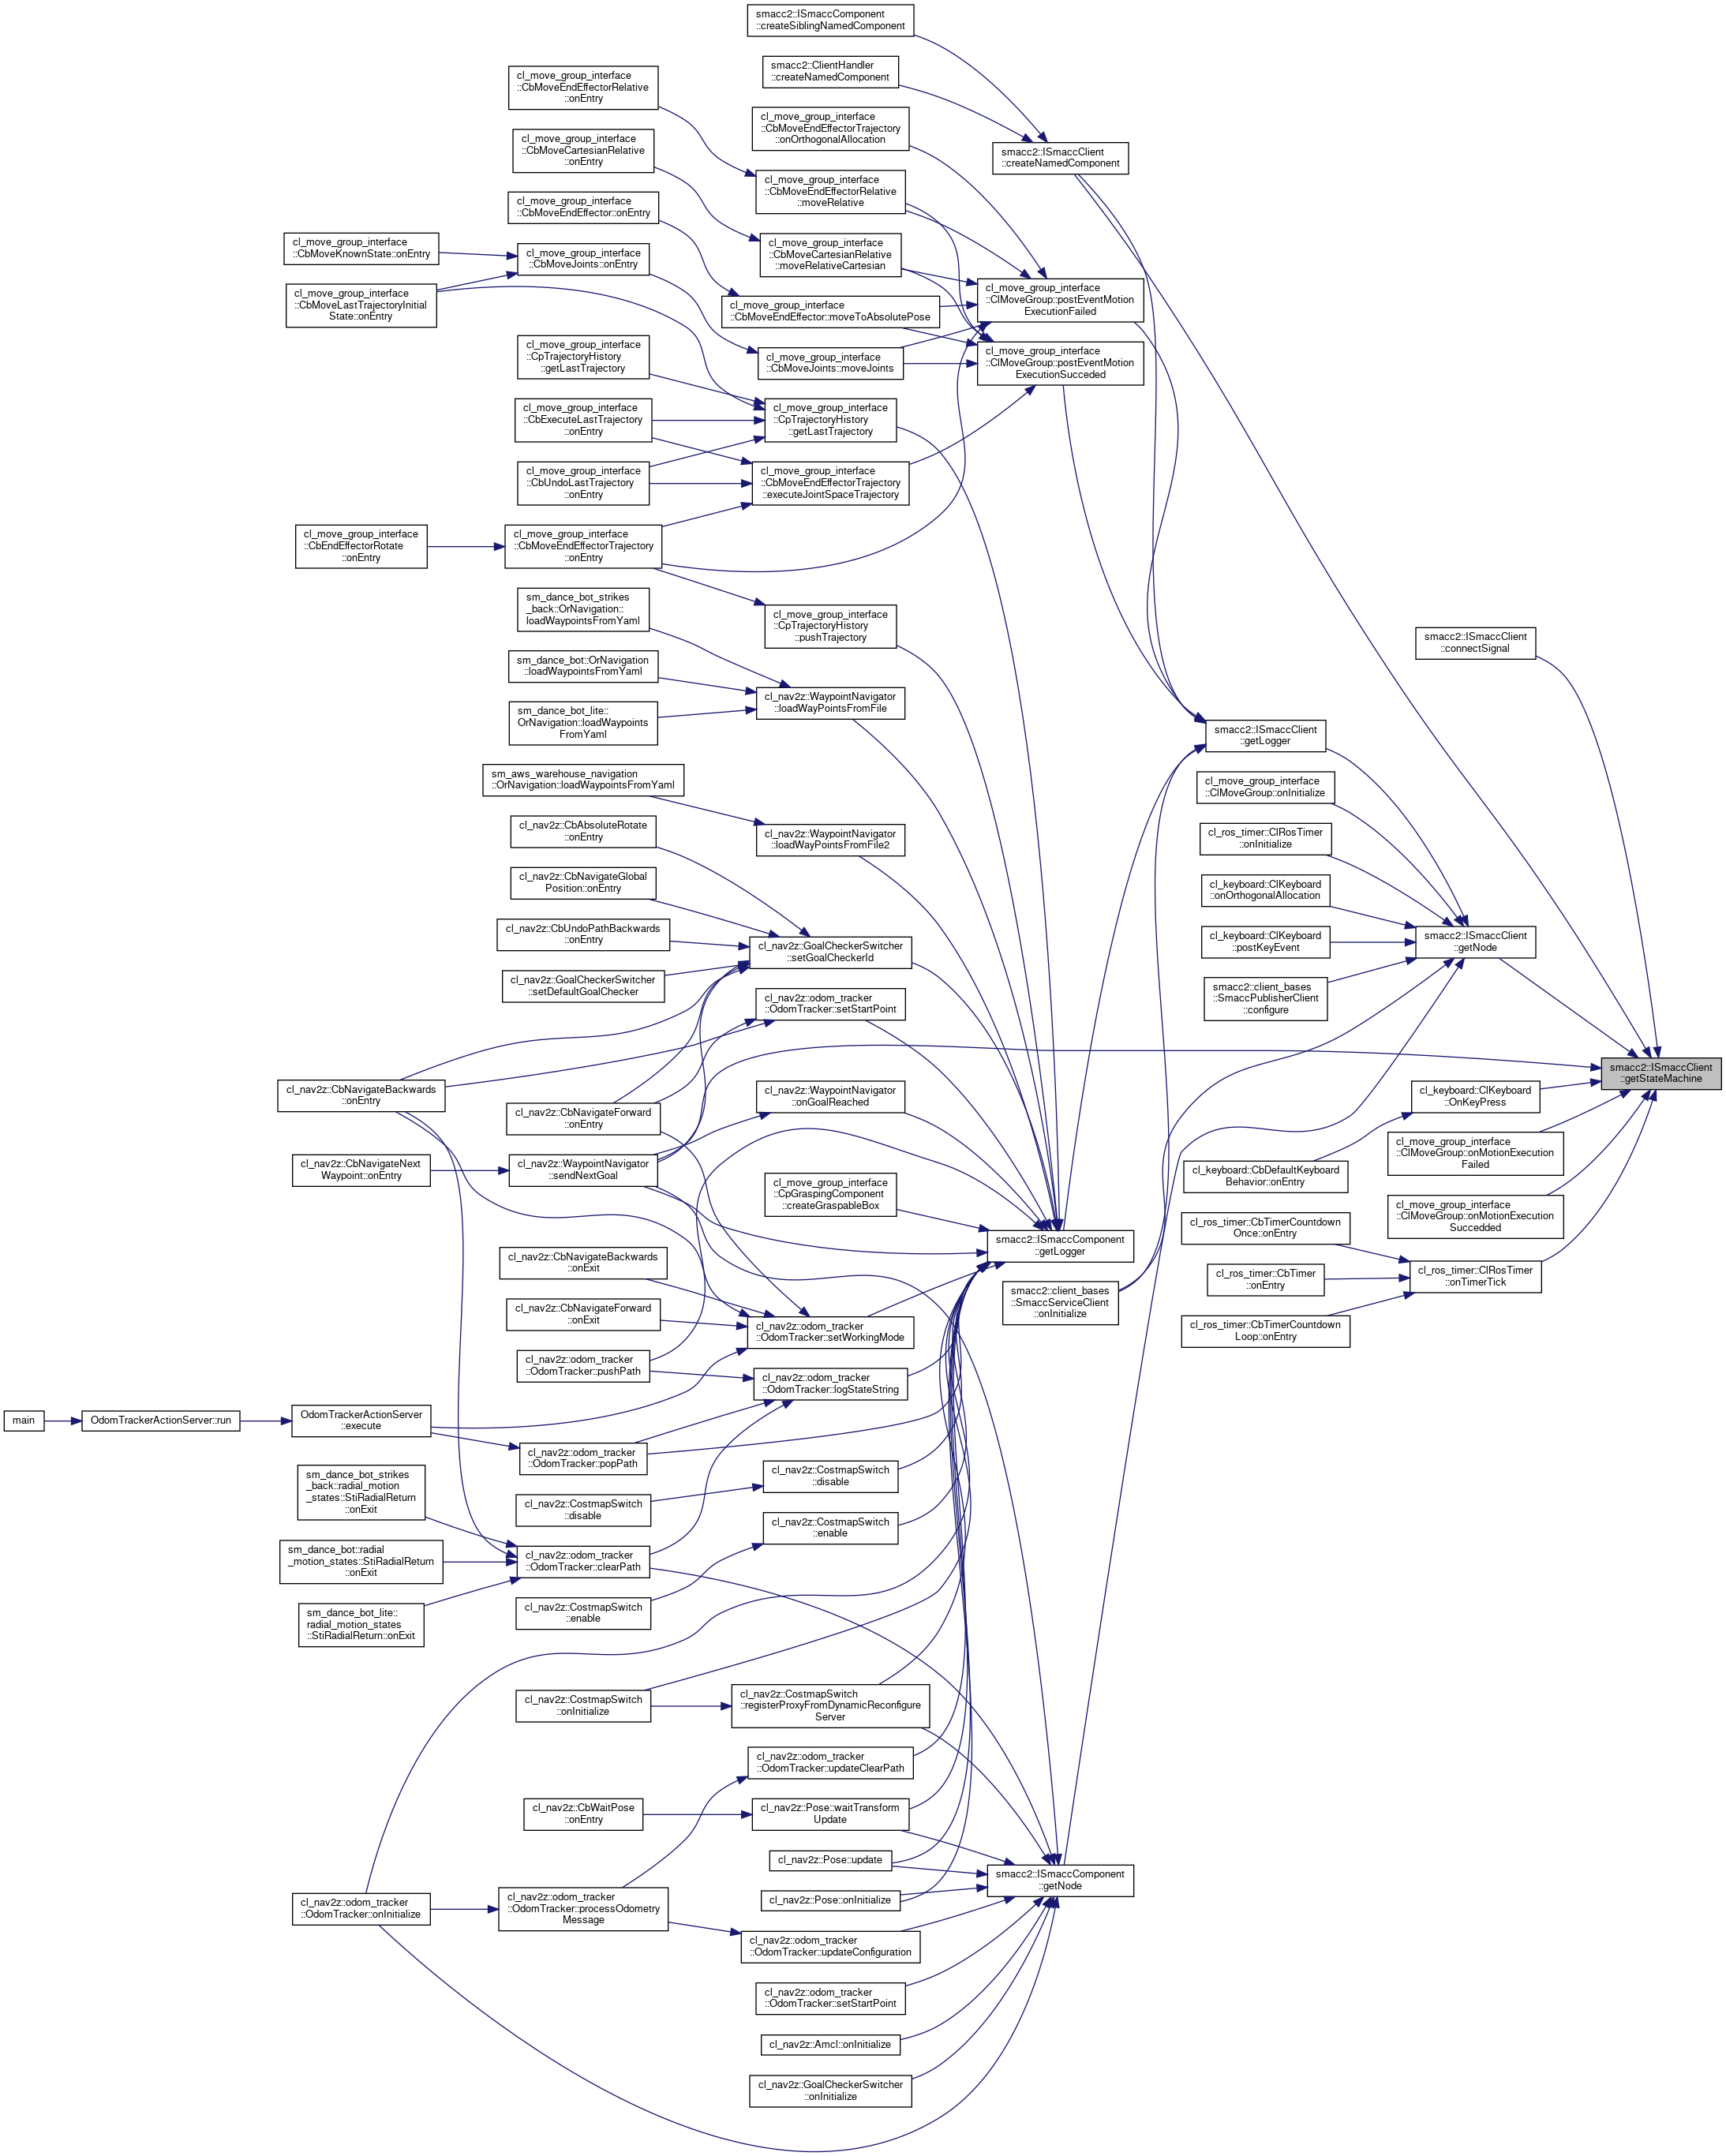 smacc2::ISmaccComponent
::createSiblingNamedComponent
smacc2::ClientHandler
::createNamedComponent
cl_move_group_interface
::CbMoveEndEffectorRelative
::onEntry
cl_move_group_interface
::CbMoveEndEffectorTrajectory
::onOrthogonalAllocation
cl_move_group_interface
::CbMoveCartesianRelative
::onEntry
smacc2::ISmaccClient
::createNamedComponent
cl_move_group_interface
::CbMoveEndEffectorRelative
::moveRelative
cl_move_group_interface
::CbMoveEndEffector::onEntry
cl_move_group_interface
::CbMoveKnownState::onEntry
cl_move_group_interface
::CbMoveJoints::onEntry
cl_move_group_interface
::CbMoveCartesianRelative
::moveRelativeCartesian
cl_move_group_interface
::CbMoveLastTrajectoryInitial
State::onEntry
cl_move_group_interface
::CbMoveEndEffector::moveToAbsolutePose
cl_move_group_interface
::ClMoveGroup::postEventMotion
ExecutionFailed
cl_move_group_interface
::CpTrajectoryHistory
::getLastTrajectory
cl_move_group_interface
::CbMoveJoints::moveJoints
cl_move_group_interface
::ClMoveGroup::postEventMotion
ExecutionSucceded
cl_move_group_interface
::CbExecuteLastTrajectory
::onEntry
cl_move_group_interface
::CpTrajectoryHistory
::getLastTrajectory
cl_move_group_interface
::CbUndoLastTrajectory
::onEntry
cl_move_group_interface
::CbMoveEndEffectorTrajectory
::executeJointSpaceTrajectory
cl_move_group_interface
::CbEndEffectorRotate
::onEntry
cl_move_group_interface
::CbMoveEndEffectorTrajectory
::onEntry
sm_dance_bot_strikes
_back::OrNavigation::
loadWaypointsFromYaml
cl_move_group_interface
::CpTrajectoryHistory
::pushTrajectory
smacc2::ISmaccClient
::connectSignal
sm_dance_bot::OrNavigation
::loadWaypointsFromYaml
cl_nav2z::WaypointNavigator
::loadWayPointsFromFile
sm_dance_bot_lite::
OrNavigation::loadWaypoints
FromYaml
smacc2::ISmaccClient
::getLogger
sm_aws_warehouse_navigation
::OrNavigation::loadWaypointsFromYaml
cl_move_group_interface
::ClMoveGroup::onInitialize
cl_nav2z::CbAbsoluteRotate
::onEntry
cl_nav2z::WaypointNavigator
::loadWayPointsFromFile2
cl_ros_timer::ClRosTimer
::onInitialize
cl_nav2z::CbNavigateGlobal
Position::onEntry
cl_keyboard::ClKeyboard
::onOrthogonalAllocation
cl_nav2z::CbUndoPathBackwards
::onEntry
cl_nav2z::GoalCheckerSwitcher
::setGoalCheckerId
cl_keyboard::ClKeyboard
::postKeyEvent
smacc2::ISmaccClient
::getNode
cl_nav2z::GoalCheckerSwitcher
::setDefaultGoalChecker
smacc2::client_bases
::SmaccPublisherClient
::configure
cl_nav2z::odom_tracker
::OdomTracker::setStartPoint
smacc2::ISmaccClient
::getStateMachine
cl_nav2z::CbNavigateBackwards
::onEntry
cl_nav2z::WaypointNavigator
::onGoalReached
cl_keyboard::ClKeyboard
::OnKeyPress
cl_nav2z::CbNavigateForward
::onEntry
cl_move_group_interface
::ClMoveGroup::onMotionExecution
Failed
cl_nav2z::CbNavigateNext
Waypoint::onEntry
cl_nav2z::WaypointNavigator
::sendNextGoal
cl_move_group_interface
::CpGraspingComponent
::createGraspableBox
cl_keyboard::CbDefaultKeyboard
Behavior::onEntry
cl_move_group_interface
::ClMoveGroup::onMotionExecution
Succedded
cl_ros_timer::CbTimerCountdown
Once::onEntry
cl_nav2z::CbNavigateBackwards
::onExit
smacc2::ISmaccComponent
::getLogger
cl_ros_timer::CbTimer
::onEntry
cl_ros_timer::ClRosTimer
::onTimerTick
smacc2::client_bases
::SmaccServiceClient
::onInitialize
cl_nav2z::CbNavigateForward
::onExit
cl_nav2z::odom_tracker
::OdomTracker::setWorkingMode
cl_ros_timer::CbTimerCountdown
Loop::onEntry
cl_nav2z::odom_tracker
::OdomTracker::pushPath
cl_nav2z::odom_tracker
::OdomTracker::logStateString
main
OdomTrackerActionServer::run
OdomTrackerActionServer
::execute
cl_nav2z::odom_tracker
::OdomTracker::popPath
sm_dance_bot_strikes
_back::radial_motion
_states::StiRadialReturn
::onExit
cl_nav2z::CostmapSwitch
::disable
cl_nav2z::CostmapSwitch
::disable
cl_nav2z::CostmapSwitch
::enable
sm_dance_bot::radial
_motion_states::StiRadialReturn
::onExit
cl_nav2z::odom_tracker
::OdomTracker::clearPath
cl_nav2z::CostmapSwitch
::enable
sm_dance_bot_lite::
radial_motion_states
::StiRadialReturn::onExit
cl_nav2z::CostmapSwitch
::onInitialize
cl_nav2z::CostmapSwitch
::registerProxyFromDynamicReconfigure
Server
cl_nav2z::odom_tracker
::OdomTracker::updateClearPath
cl_nav2z::CbWaitPose
::onEntry
cl_nav2z::Pose::waitTransform
Update
cl_nav2z::Pose::update
smacc2::ISmaccComponent
::getNode
cl_nav2z::Pose::onInitialize
cl_nav2z::odom_tracker
::OdomTracker::onInitialize
cl_nav2z::odom_tracker
::OdomTracker::processOdometry
Message
cl_nav2z::odom_tracker
::OdomTracker::updateConfiguration
cl_nav2z::odom_tracker
::OdomTracker::setStartPoint
cl_nav2z::Amcl::onInitialize
cl_nav2z::GoalCheckerSwitcher
::onInitialize